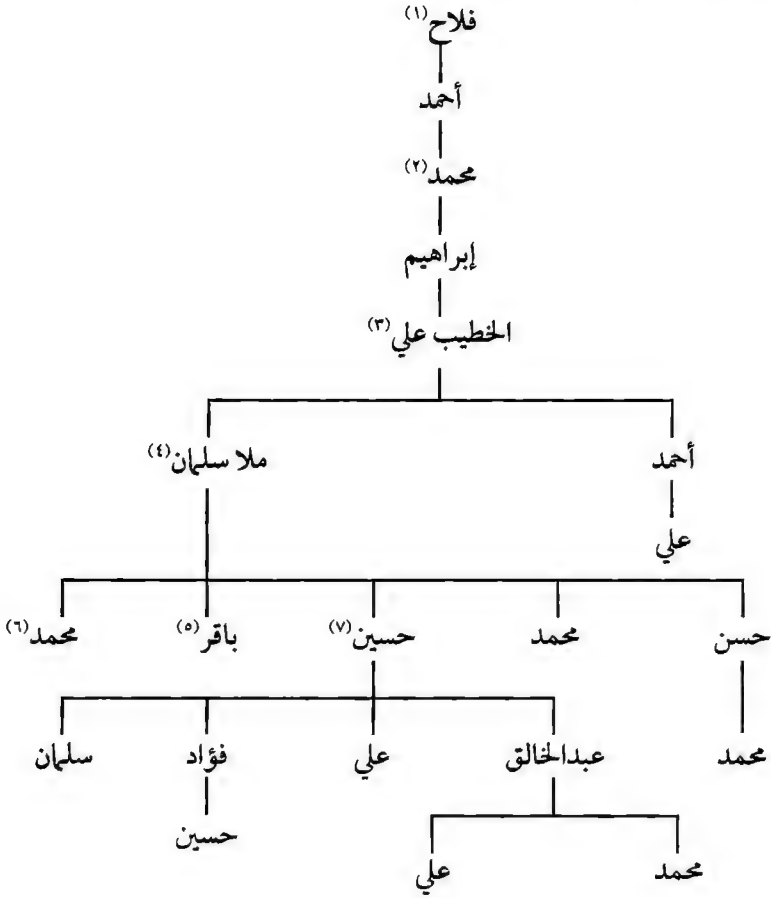 فلاح (١)
أحمد
محمد (٢)
إبراهيم
الخطيب علي (٣)
أحمد ملا سلمان (٤)
علي
حسن محمد حسين (٧) باقر (٥) محمد (٦)
محمد عبدالخالق علي فؤاد سلمان
حسين
محمد علي